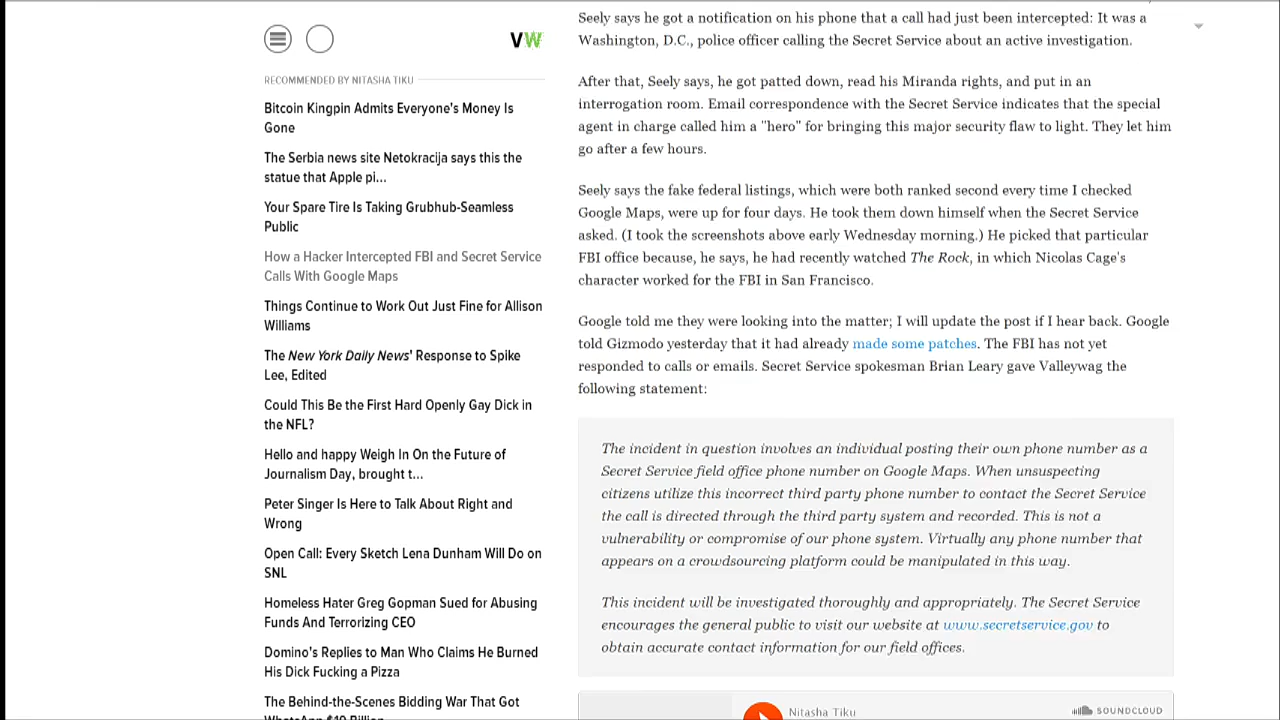 VW
RECOMMENDED BY NITASHA TIKU
Bitcoin Kingpin Admits Everyone's Money Is
Gone
The Serbia news site Netokracija says this the
statue that Apple pi...
Your Spare Tire Is Taking Grubhub-Seamless
Public
How a Hacker Intercepted FBI and Secret Service
Calls With Google Maps
Things Continue to Work Out Just Fine for Allison
Williams
The New York Daily News' Response to Spike
Lee, Edited
Could This Be the First Hard Openly Gay Dick in
the NFL?
Hello and happy Weigh In On the Future of
Journalism Day, brought t...
Peter Singer Is Here to Talk About Right and
Wrong
Open Call: Every Sketch Lena Dunham Will Do on
SNL
Homeless Hater Greg Gopman Sued for Abusing
Funds And Terrorizing CEO
Domino's Replies to Man Who Claims He Burned
His Dick Fucking a Pizza
The Behind-the-Scenes Bidding War That Got
WhatsApp $19 Billion
Seely says he got a notification on his phone that a call had just been intercepted: It was a
Washington, D.C., police officer calling the Secret Service about an active investigation.
After that, Seely says, he got patted down, read his Miranda rights, and put in an
interrogation room. Email correspondence with the Secret Service indicates that the special
agent in charge called him a "hero" for bringing this major security flaw to light. They let him
go after a few hours.
Seely says the fake federal listings, which were both ranked second every time I checked
Google Maps, were up for four days. He took them down himself when the Secret Service
asked. (I took the screenshots above early Wednesday morning.) He picked that particular
FBI office because, he says, he had recently watched The Rock, in which Nicolas Cage's
character worked for the FBI in San Francisco.
Google told me they were looking into the matter; I will update the post if I hear back. Google
told Gizmodo yesterday that it had already made some patches. The FBI has not yet
responded to calls or emails. Secret Service spokesman Brian Leary gave Valleywag the
following statement:
The incident in question involves an individual posting their own phone number as a
Secret Service field office phone number on Google Maps. When unsuspecting
citizens utilize this incorrect third party phone number to contact the Secret Service
the call is directed through the third party system and recorded. This is not a
vulnerability or compromise of our phone system. Virtually any phone number that
appears on a crowdsourcing platform could be manipulated in this way.
This incident will be investigated thoroughly and appropriately. The Secret Service
encourages the general public to visit our website at www.secretservice.gov to
obtain accurate contact information for our field offices.
Nitasha Tiku
SOUNDCLOUD